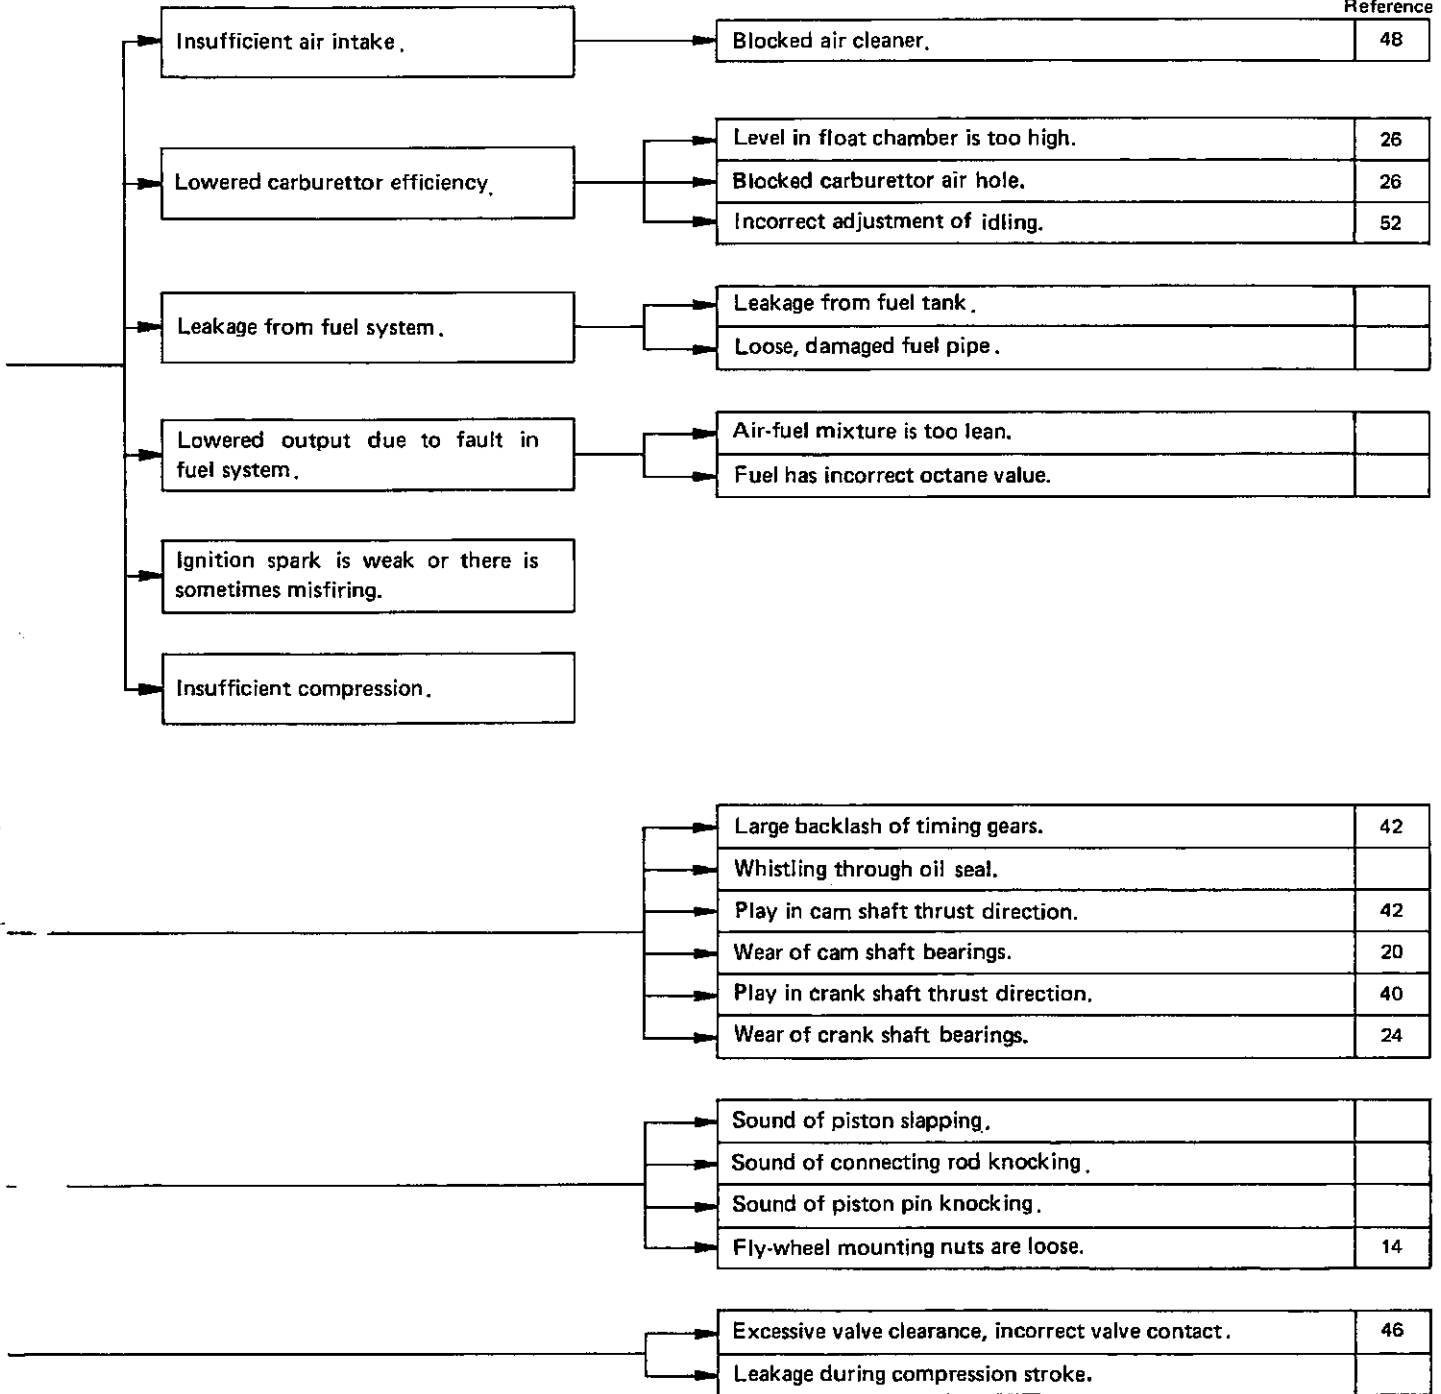 Reference
Insufficient air intake.
Blocked air cleaner.
48
Lowered carburettor efficiency.
Level in float chamber is too high.
26
Blocked carburettor air hole.
26
Incorrect adjustment of idling.
52
Leakage from fuel system.
Leakage from fuel tank.
Loose, damaged fuel pipe.
Lowered output due to fault in
fuel system.
Air-fuel mixture is too lean.
Fuel has incorrect octane value.
Ignition spark is weak or there is
sometimes misfiring.
Insufficient compression.
Large backlash of timing gears.
42
Whistling through oil seal.
Play in cam shaft thrust direction.
42
Wear of cam shaft bearings.
20
Play in crank shaft thrust direction.
40
Wear of crank shaft bearings.
24
Sound of piston slapping.
Sound of connecting rod knocking.
Sound of piston pin knocking.
Fly-wheel mounting nuts are loose.
14
Excessive valve clearance, incorrect valve contact.
46
Leakage during compression stroke.